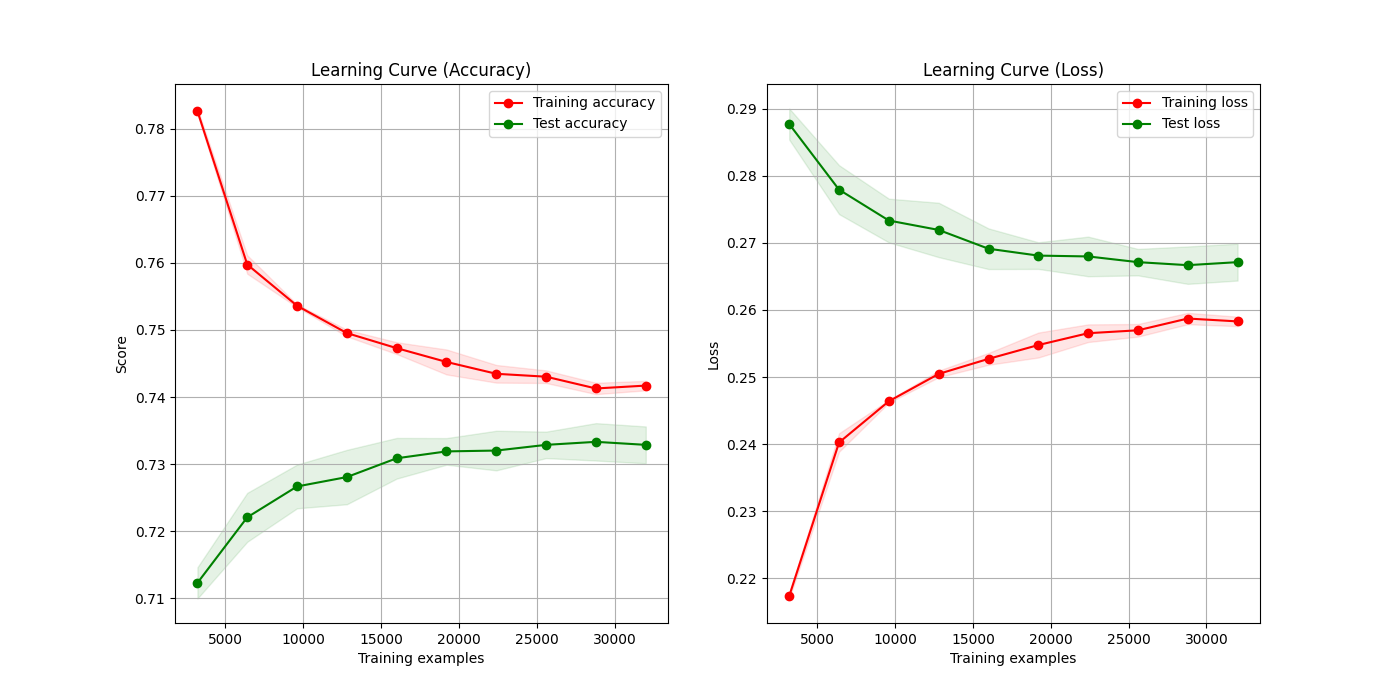 Learning Curve (Accuracy)
Training accuracy
Test accuracy
0.78
0.77
0.76
0.75
0.74
0.73
0.72
0.71
Score
5000 10000 15000 20000 25000 30000
Training examples
Learning Curve (Loss)
Training loss
Test loss
0.29
0.28
0.27
0.26
0.25
0.24
0.23
0.22
Loss
5000 10000 15000 20000 25000 30000
Training examples